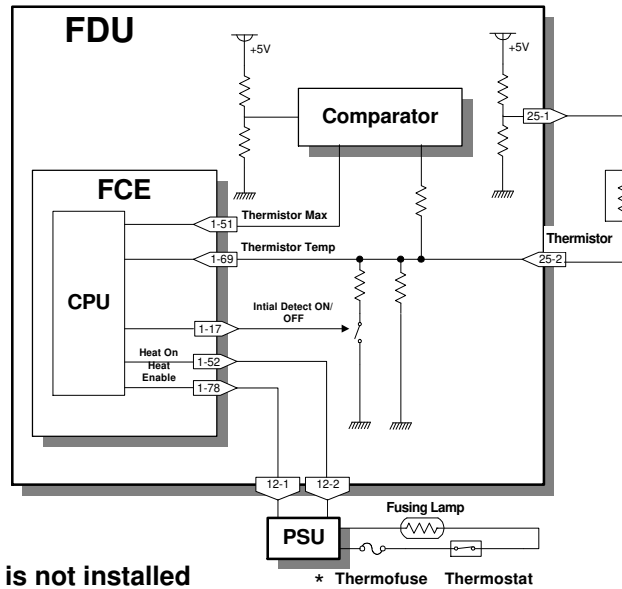 FDU
+5V
+5V
Comparator
25-1
FCE
Thermistor Max
1-51
Thermistor
Thermistor Temp
1-69
25-2
CPU
Intial Detect ON/
OFF
1-17
Heat On
1-52
Heat
Enable
1-78
12-1
12-2
Fusing Lamp
PSU
is not installed
* Thermofuse Thermostat